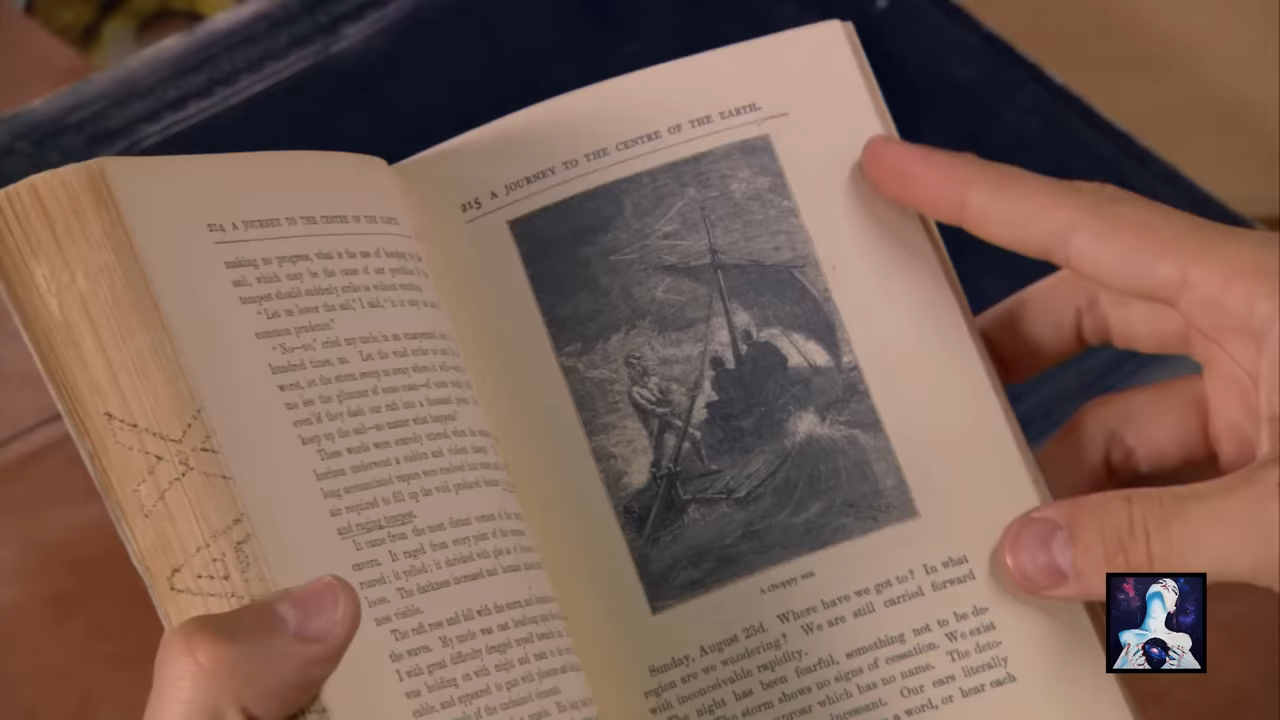 214 A JOURNEY TO THE CENTRE OF THE EARTH.
making no progress, what is the use of keeping
sail, which may be the cause of our
tempest should suddenly strike us without warning.
"Let us lower the sail," I said, "it is only
common prudence."
"No—no," cried my uncle, in an exasperated
hundred times, no. Let the wind strike us
worst, let the storm sweep us away where it will
me see the glimmer of some coast—of some
even if they dash our raft into a thousand
keep up the sail—no matter what happens."
These words were scarcely uttered when the
horizon underwent a sudden and violent
long accumulated vapors were resolved into
air required to fill up the void produced
and raging tempest.
It came from the most distant corners of the
cavern. It raged from every point of the
roared; it yelled; it shrieked with glee as of
loose. The darkness increased and became
ness visible.
The raft rose and fell with the storm, and
the waves. My uncle was cast headlong
I with great difficulty dragged myself
was holding on with might and main to
cable, and appeared to gaze with pleasure
of the unchained element.
215 A JOURNEY TO THE CENTRE OF THE EARTH.
A choppy sea
Sunday, August 23d. Where have we got to? In what
region are we wandering? We are still carried forward
with inconceivable rapidity.
The night has been fearful, something not to be de-
The storm shows no signs of cessation. We exist
uproar which has no name. The deto-
incessant. Our ears literally
a word, or hear each